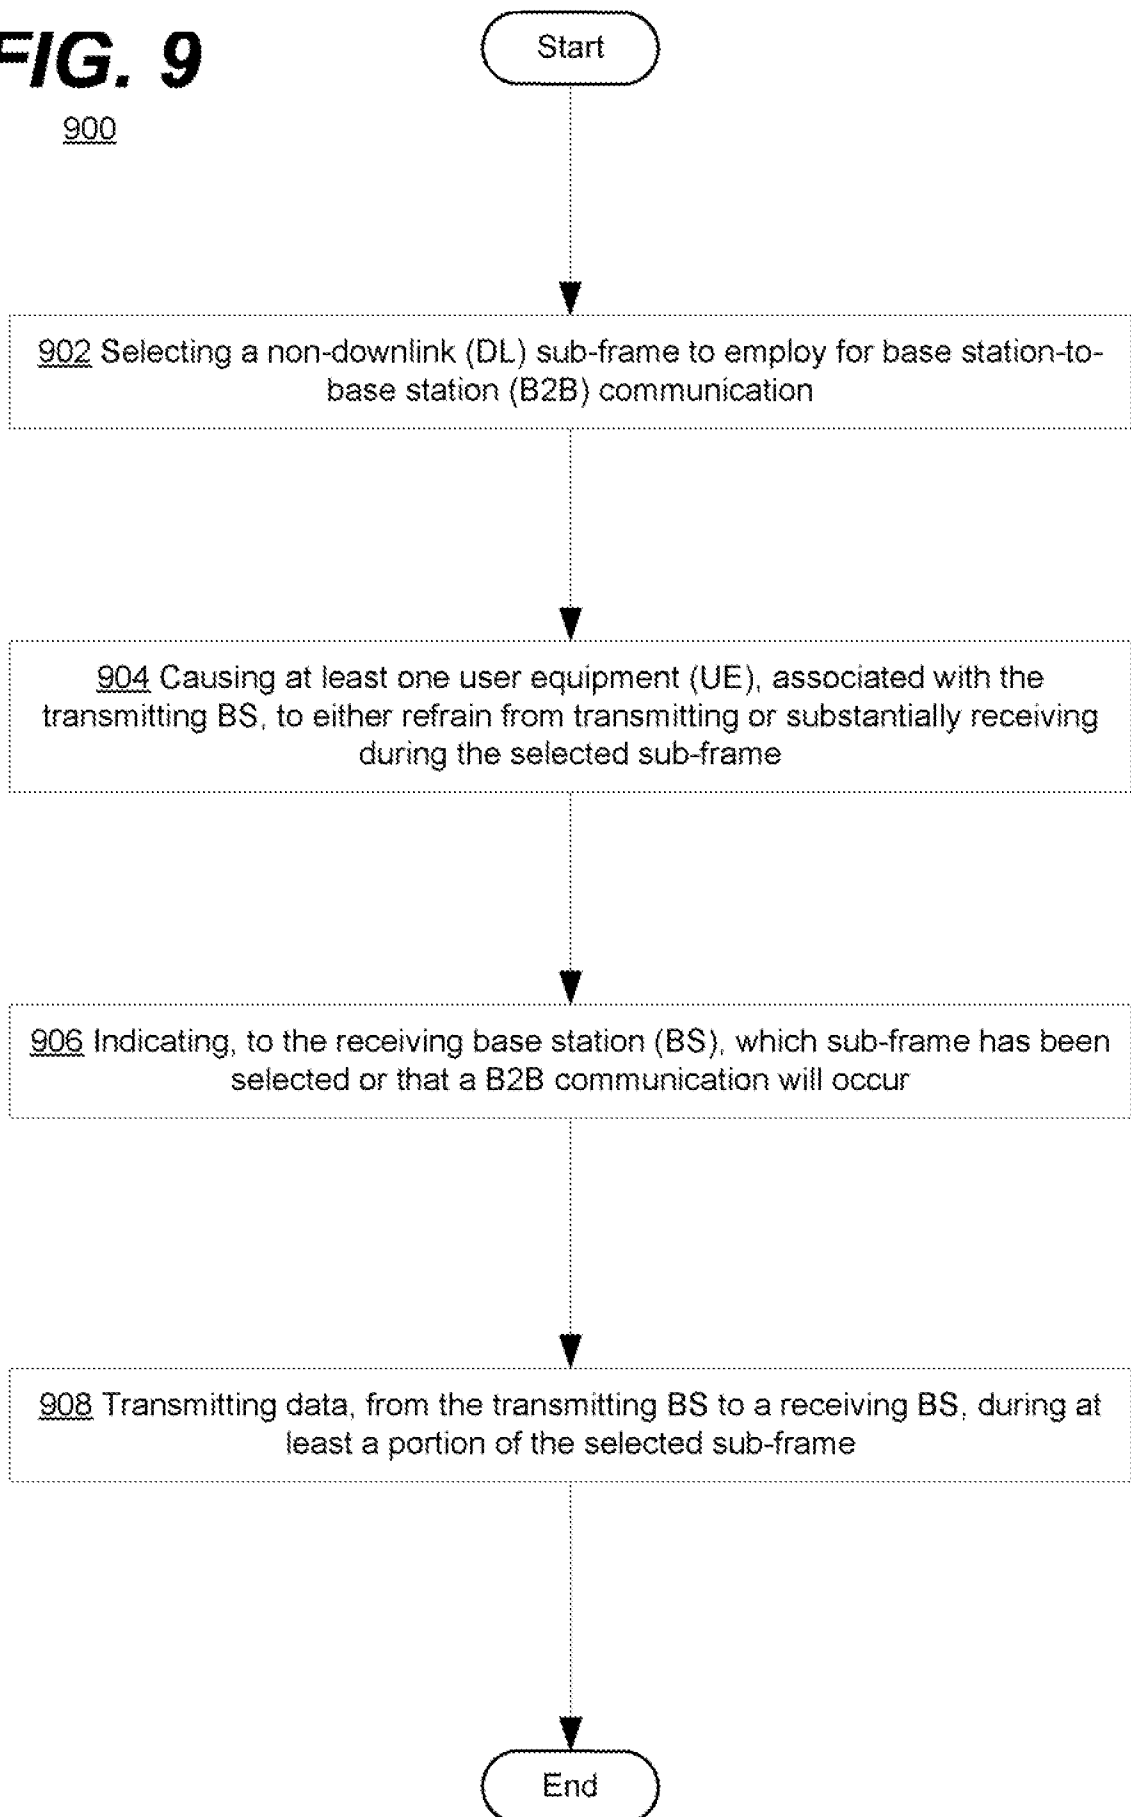 FIG. 9
900
Start
902 Selecting a non-downlink (DL) sub-frame to employ for base station-to-
base station (B2B) communication
904 Causing at least one user equipment (UE), associated with the
transmitting BS, to either refrain from transmitting or substantially receiving
during the selected sub-frame
906 Indicating, to the receiving base station (BS), which sub-frame has been
selected or that a B2B communication will occur
908 Transmitting data, from the transmitting BS to a receiving BS, during at
least a portion of the selected sub-frame
End